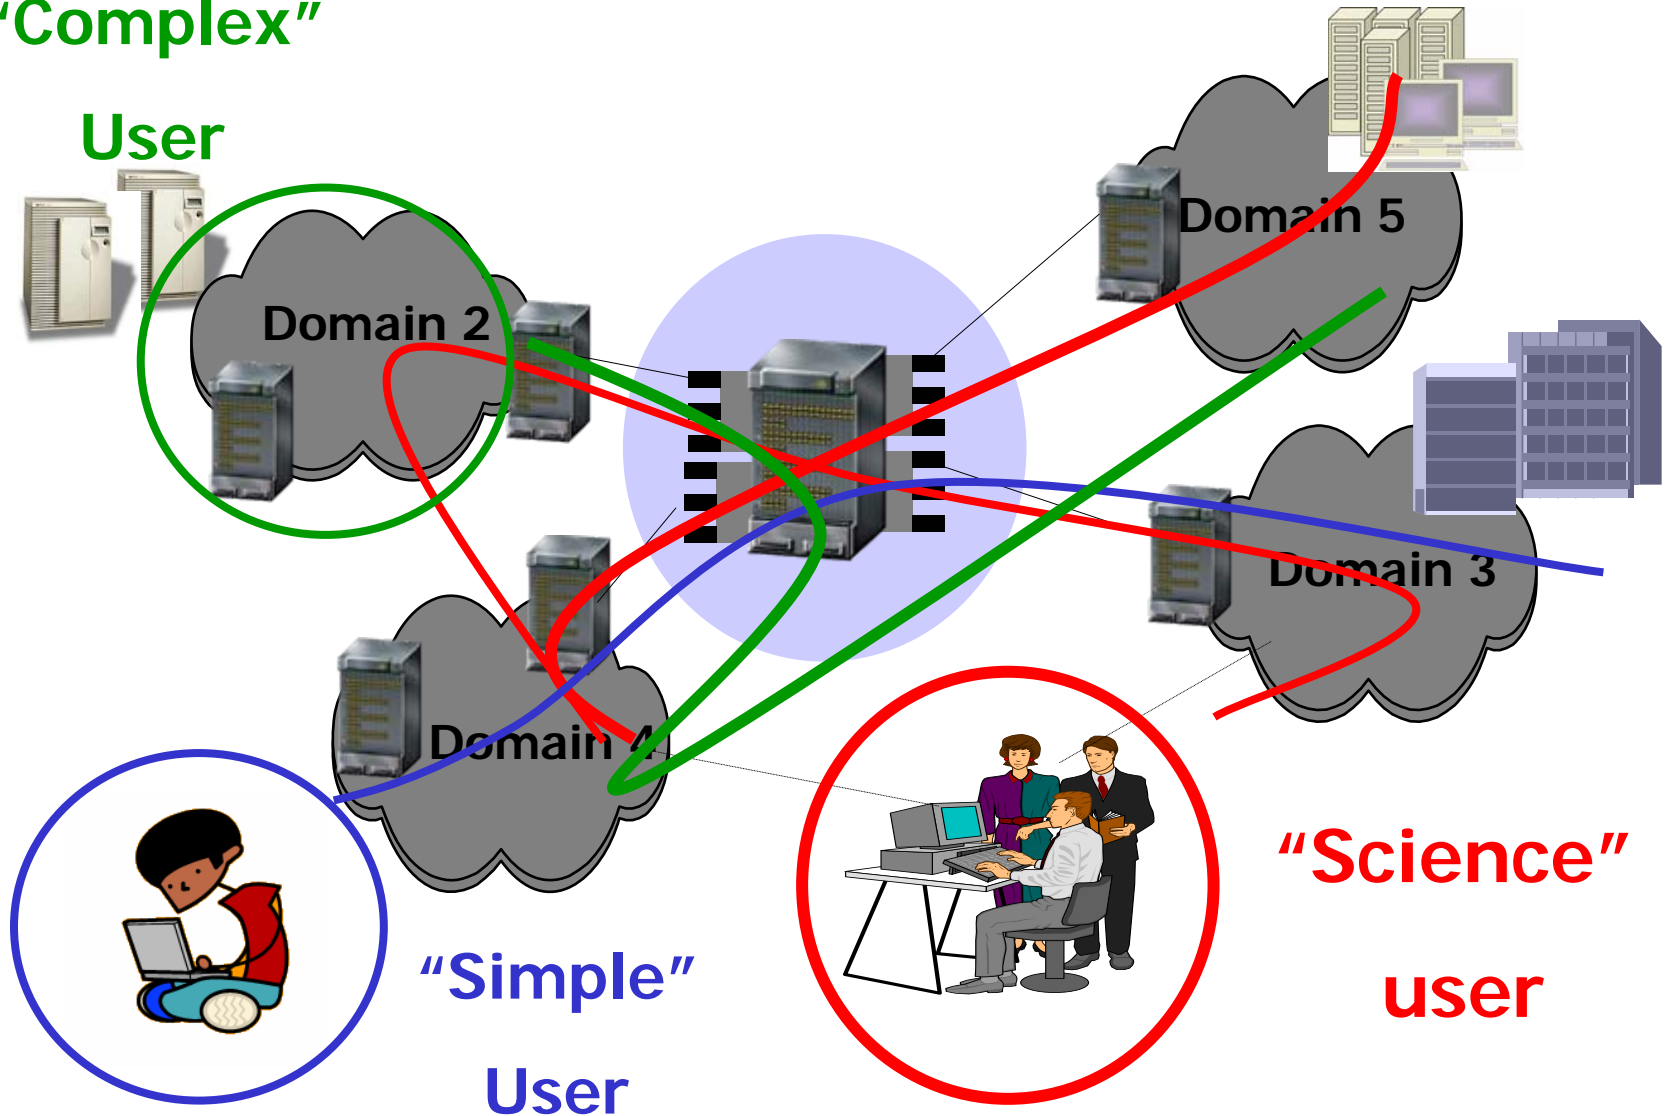 “Complex”
User
Domain 5
Domain 2
Domain 3
Domain 4
“Science”
user
“Simple”
User